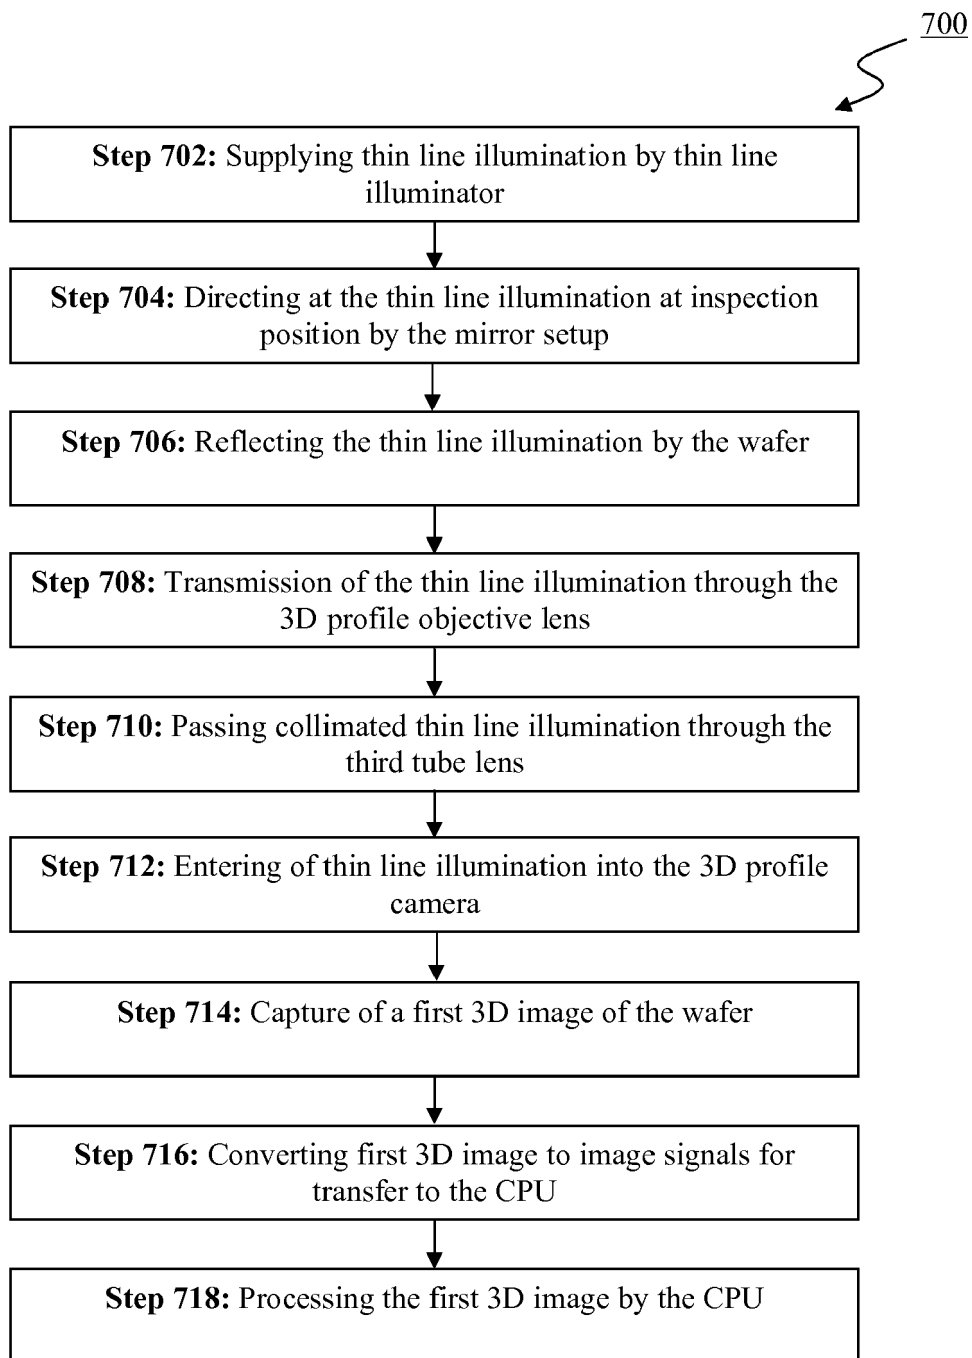 700
Step 702: Supplying thin line illumination by thin line
illuminator
Step 704: Directing at the thin line illumination at inspection
position by the mirror setup
Step 706: Reflecting the thin line illumination by the wafer
Step 708: Transmission of the thin line illumination through the
3D profile objective lens
Step 710: Passing collimated thin line illumination through the
third tube lens
Step 712: Entering of thin line illumination into the 3D profile
camera
Step 714: Capture of a first 3D image of the wafer
Step 716: Converting first 3D image to image signals for
transfer to the CPU
Step 718: Processing the first 3D image by the CPU